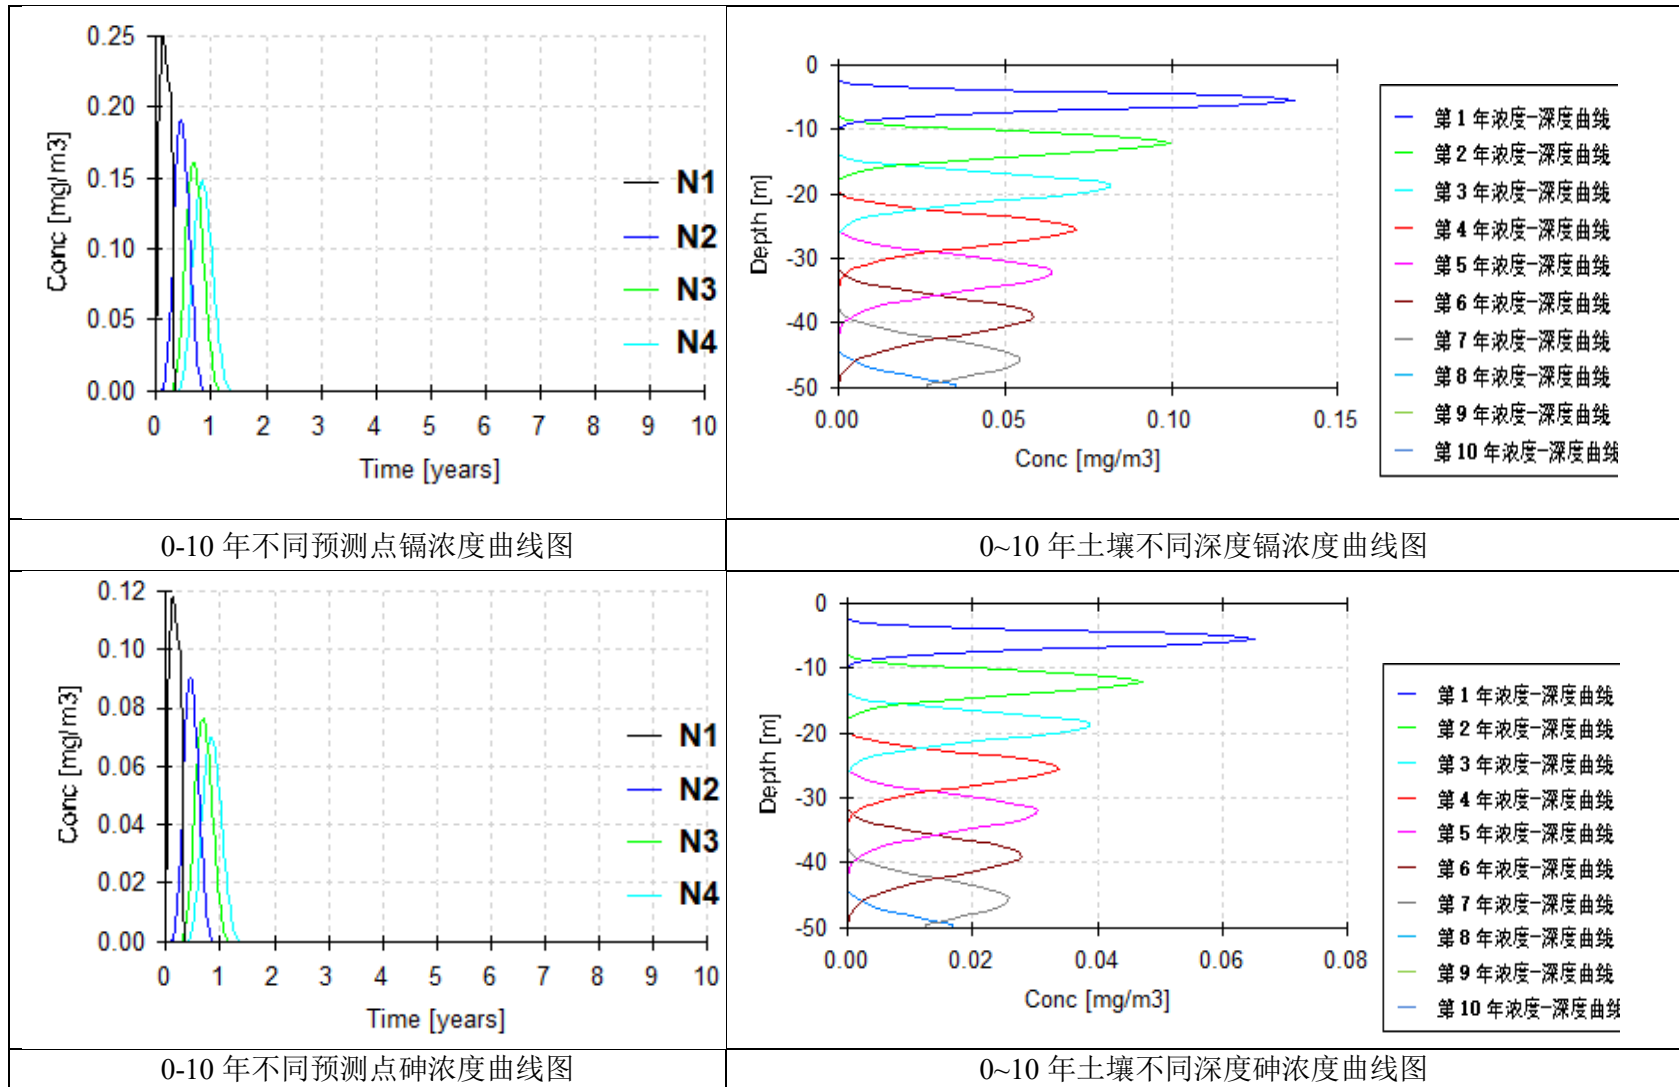 0.25
0.20
0.15
0.10
0.05
0.00
Conc [mg/m3]
0 1 2 3 4 5 6 7 8 9 10
Time [years]
N1
N2
N3
N4
0
-10
-20
-30
-40
-50
Depth [m]
0.00 0.05 0.10 0.15
Conc [mg/m3]
第1年浓度-深度曲线
第2年浓度-深度曲线
第3年浓度-深度曲线
第4年浓度-深度曲线
第5年浓度-深度曲线
第6年浓度-深度曲线
第7年浓度-深度曲线
第8年浓度-深度曲线
第9年浓度-深度曲线
第10年浓度-深度曲线
0-10 年不同预测点镉浓度曲线图
0~10 年土壤不同深度镉浓度曲线图
0.12
0.10
0.08
0.06
0.04
0.02
0.00
Conc [mg/m3]
0 1 2 3 4 5 6 7 8 9 10
Time [years]
N1
N2
N3
N4
0
-10
-20
-30
-40
-50
Depth [m]
0.00 0.02 0.04 0.06 0.08
Conc [mg/m3]
第1年浓度-深度曲线
第2年浓度-深度曲线
第3年浓度-深度曲线
第4年浓度-深度曲线
第5年浓度-深度曲线
第6年浓度-深度曲线
第7年浓度-深度曲线
第8年浓度-深度曲线
第9年浓度-深度曲线
第10年浓度-深度曲线
0-10 年不同预测点砷浓度曲线图
0~10 年土壤不同深度砷浓度曲线图